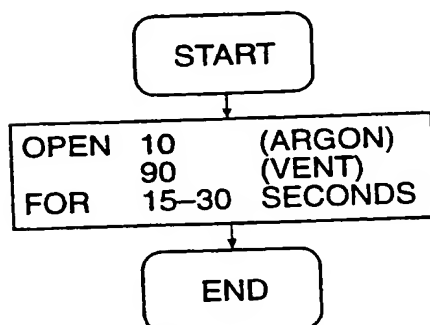 START
OPEN 10 (ARGON)
90 (VENT)
FOR 15–30 SECONDS
END